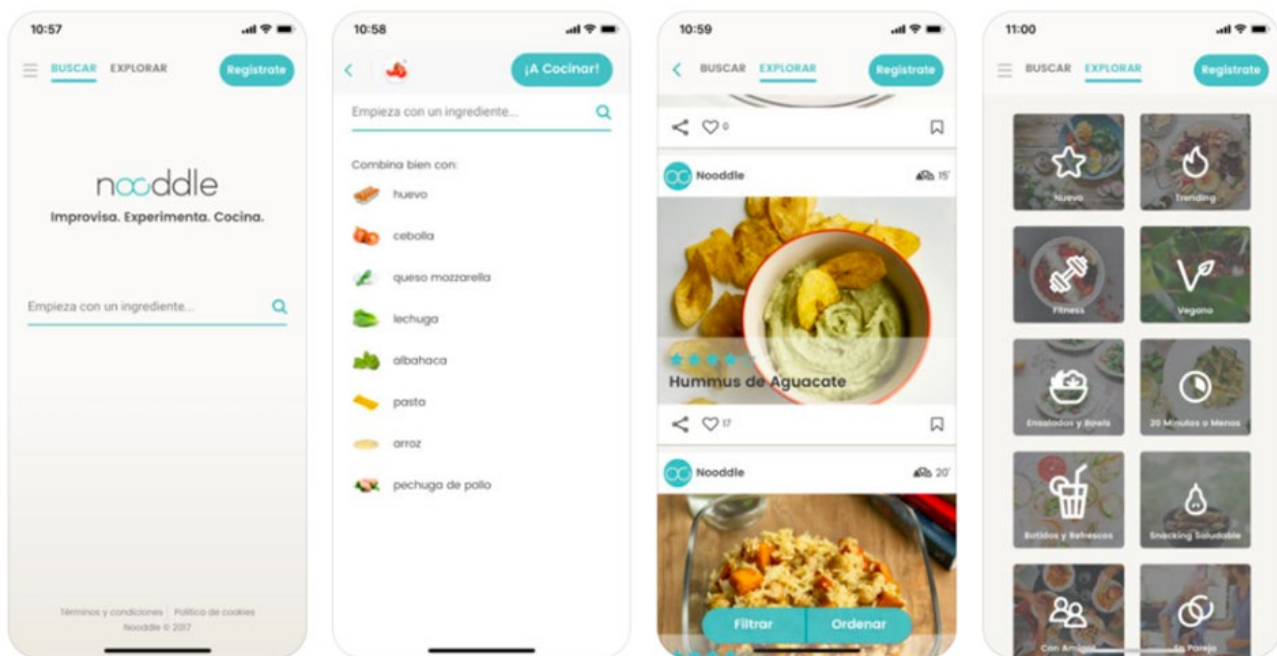 10:57
BUSCAR EXPLORAR Regístrate
nooddle
Improvisa. Experimenta. Cocina.
Empieza con un ingrediente...
Términos y condiciones | Política de cookies
Nooddle © 2017
10:58
¡A Cocinar!
Empieza con un ingrediente...
Combina bien con:
huevo
cebolla
queso mozzarella
lechuga
albahaca
pasta
arroz
pechuga de pollo
10:59
BUSCAR EXPLORAR Regístrate
0
Nooddle 15'
Hummus de Aguacate
17
Nooddle 20'
Filtrar Ordenar
11:00
BUSCAR EXPLORAR Regístrate
Nuevo Trending
Fitness Vegano
Ensaladas y Bowls 20 Minutos o Menos
Batidos y Refrescos Snacking Saludable
Con Amigos En Pareja